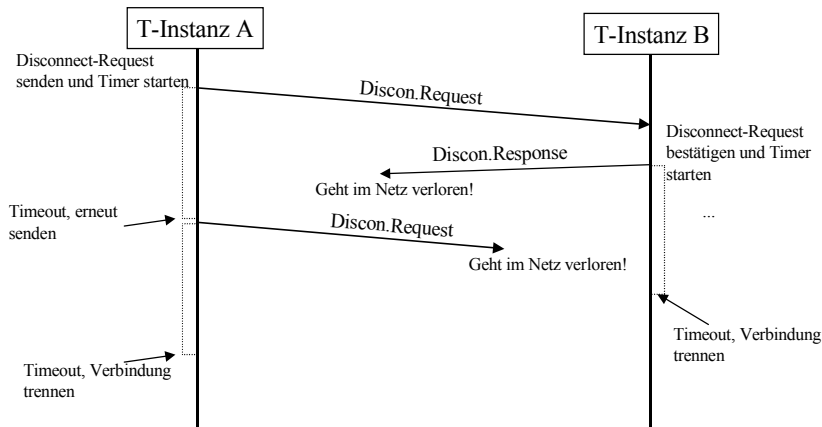 T-Instanz A
T-Instanz B
Disconnect-Request
senden und Timer starten
Discon.Request
Disconnect-Request
bestätigen und Timer
starten
Discon.Response
Geht im Netz verloren!
Timeout, erneut
senden
Discon.Request
...
Geht im Netz verloren!
Timeout, Verbindung
trennen
Timeout, Verbindung
trennen